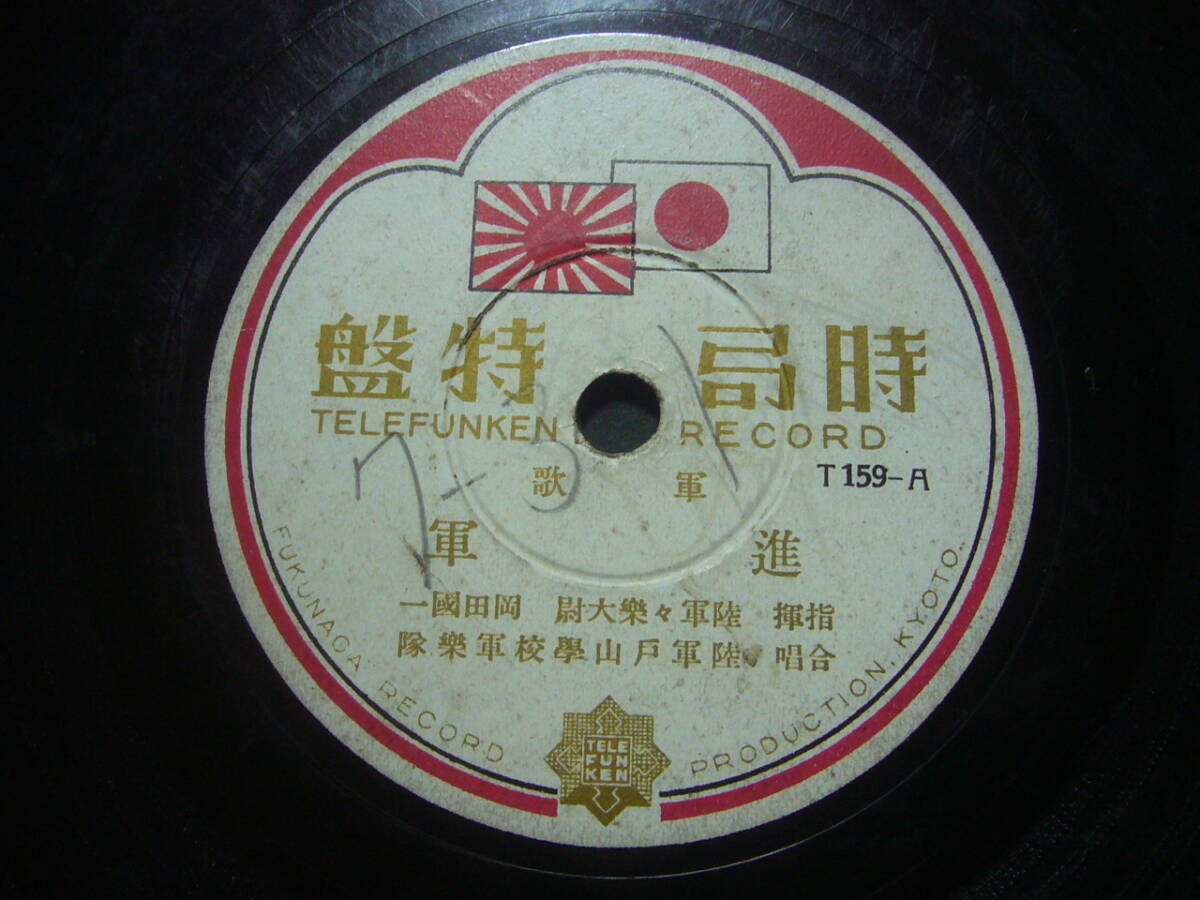 時局 特盤
TELEFUNKEN RECORD
軍歌
T 159-A
進軍
指揮 陸軍々樂大尉 岡田國一
合唱 陸軍戸山學校軍樂隊
FUKUNAGA RECORD PRODUCTION, KYOTO.
TELE
FUN
KEN